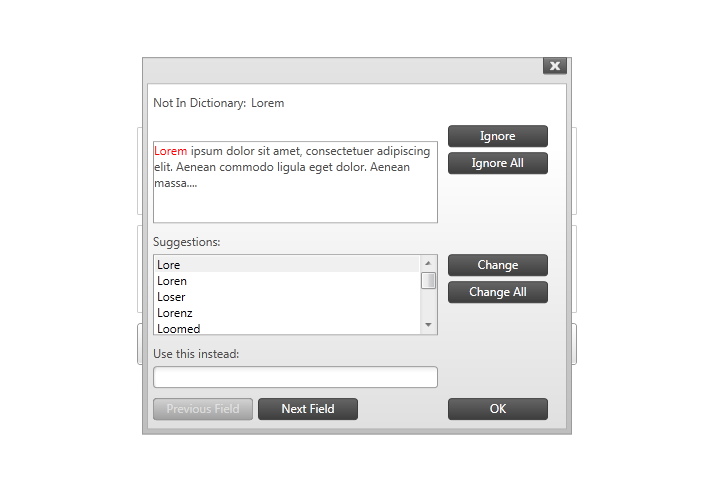 Not In Dictionary: Lorem
Ignore
Lorem ipsum dolor sit amet, consectetuer adipiscing
elit. Aenean commodo ligula eget dolor. Aenean
massa....
Ignore All
Suggestions:
Lore
Loren
Loser
Lorenz
Loomed
Change
Change All
Use this instead:
Previous Field
Next Field
OK